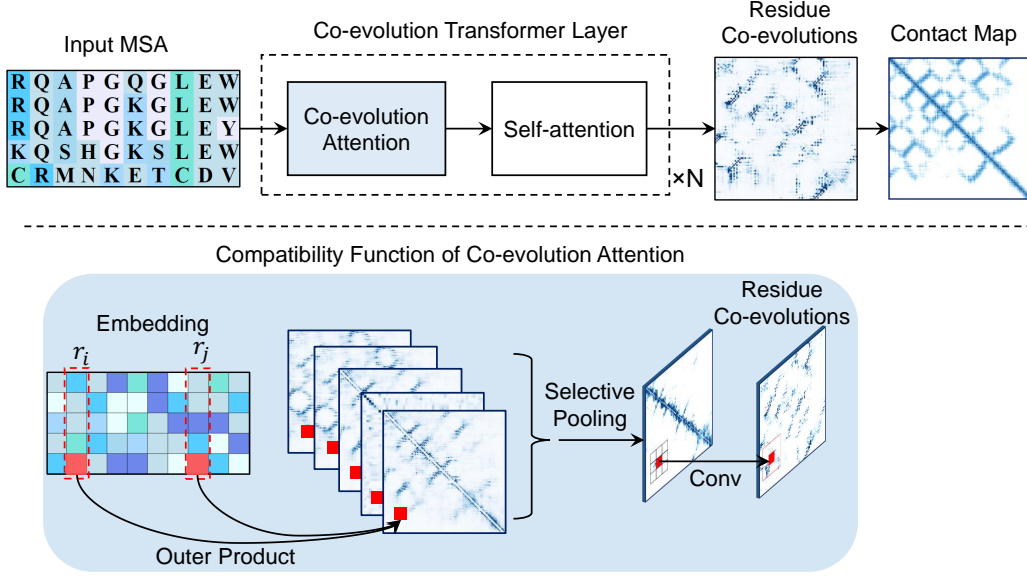 Input MSA
Co-evolution Transformer Layer
Residue
Co-evolutions
Contact Map
R Q A P G Q G L E W
R Q A P G K G L E W
R Q A P G K G L E Y
K Q S H G K S L E W
C R M N K E T C D V
Co-evolution
Attention
Self-attention
×N
Compatibility Function of Co-evolution Attention
Embedding
r_i
r_j
Outer Product
Selective
Pooling
Residue
Co-evolutions
Conv